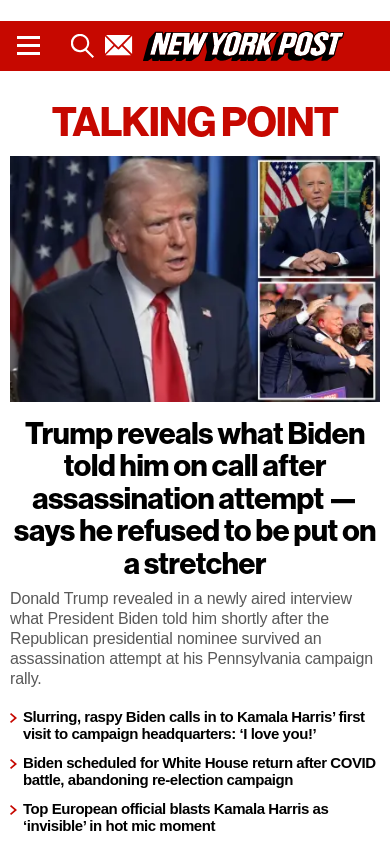 NEW YORK POST
TALKING POINT
Trump reveals what Biden
told him on call after
assassination attempt —
says he refused to be put on
a stretcher
Donald Trump revealed in a newly aired interview
what President Biden told him shortly after the
Republican presidential nominee survived an
assassination attempt at his Pennsylvania campaign
rally.
Slurring, raspy Biden calls in to Kamala Harris’ first
visit to campaign headquarters: ‘I love you!’
Biden scheduled for White House return after COVID
battle, abandoning re-election campaign
Top European official blasts Kamala Harris as
‘invisible’ in hot mic moment